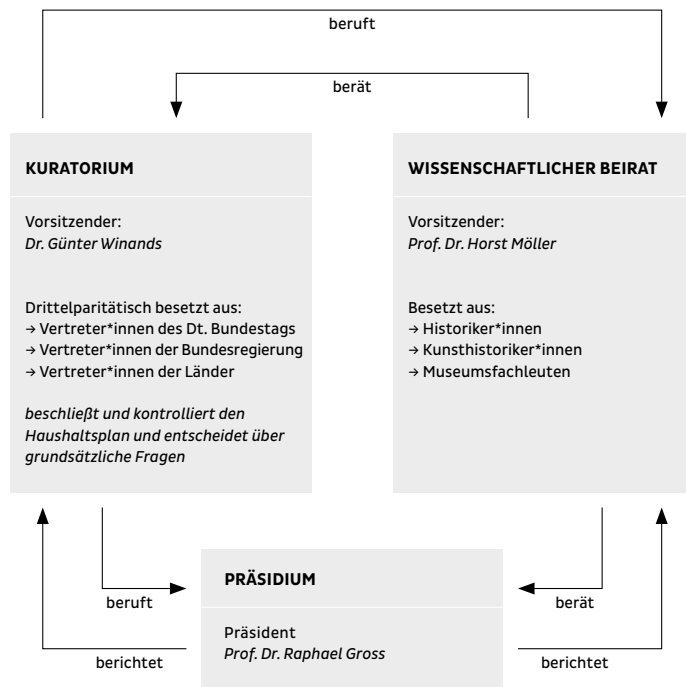 beruft
berät
KURATORIUM
Vorsitzender:
Dr. Günter Winands
Drittelparitätisch besetzt aus:
→ Vertreter*innen des Dt. Bundestags
→ Vertreter*innen der Bundesregierung
→ Vertreter*innen der Länder
beschließt und kontrolliert den
Haushaltsplan und entscheidet über
grundsätzliche Fragen
WISSENSCHAFTLICHER BEIRAT
Vorsitzender:
Prof. Dr. Horst Möller
Besetzt aus:
→ Historiker*innen
→ Kunsthistoriker*innen
→ Museumsfachleuten
beruft
berichtet
PRÄSIDIUM
Präsident
Prof. Dr. Raphael Gross
berät
berichtet